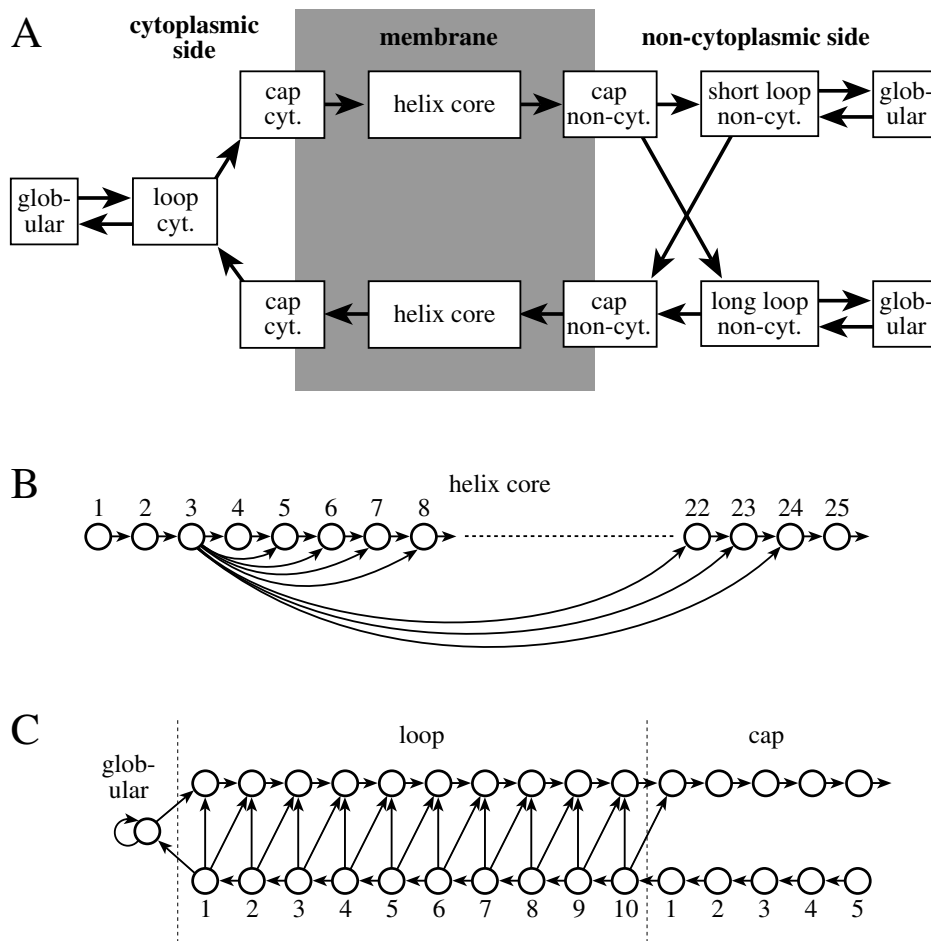 A
cytoplasmic
side
membrane
non-cytoplasmic side
cap
cyt.
helix core
cap
non-cyt.
short loop
non-cyt.
glob-
ular
glob-
ular
loop
cyt.
cap
cyt.
helix core
cap
non-cyt.
long loop
non-cyt.
glob-
ular
B
helix core
1 2 3 4 5 6 7 8 22 23 24 25
C
glob-
ular
loop
cap
1 2 3 4 5 6 7 8 9 10 1 2 3 4 5